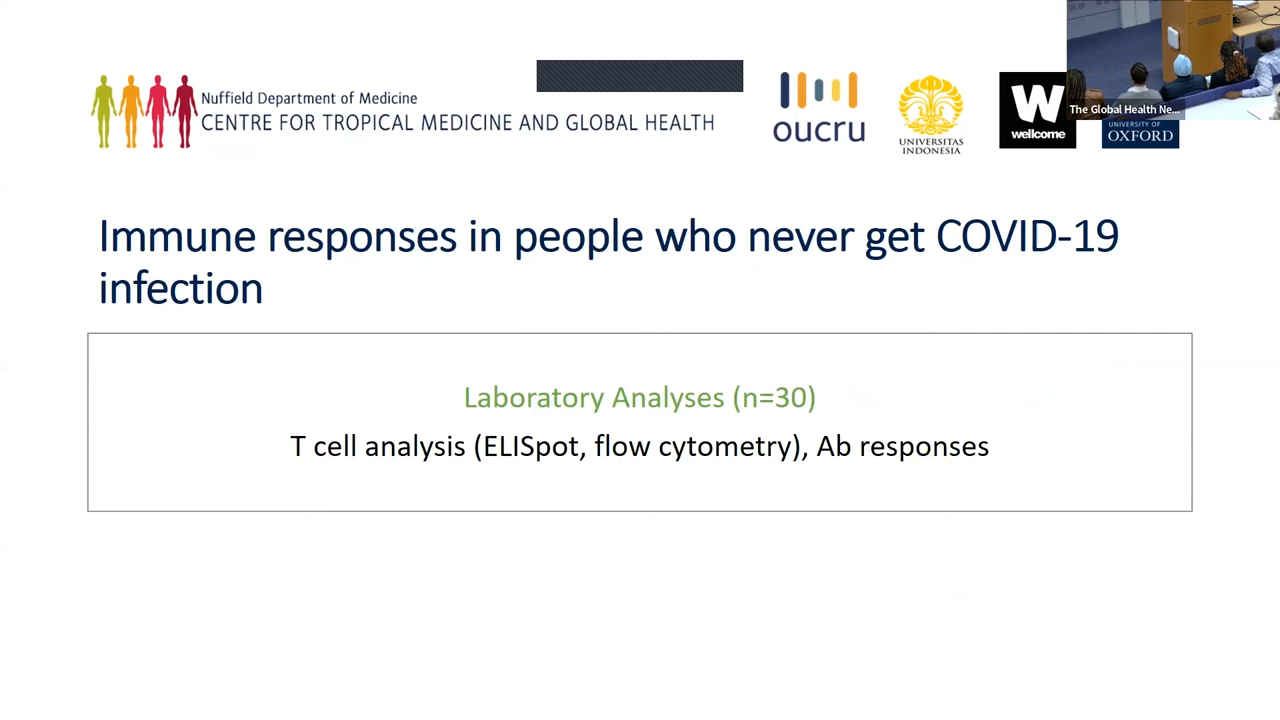 Nuffield Department of Medicine
CENTRE FOR TROPICAL MEDICINE AND GLOBAL HEALTH
oucru
UNIVERSITAS
INDONESIA
W
wellcome
UNIVERSITY OF
OXFORD
The Global Health Ne...
Immune responses in people who never get COVID-19
infection
Laboratory Analyses (n=30)
T cell analysis (ELISpot, flow cytometry), Ab responses